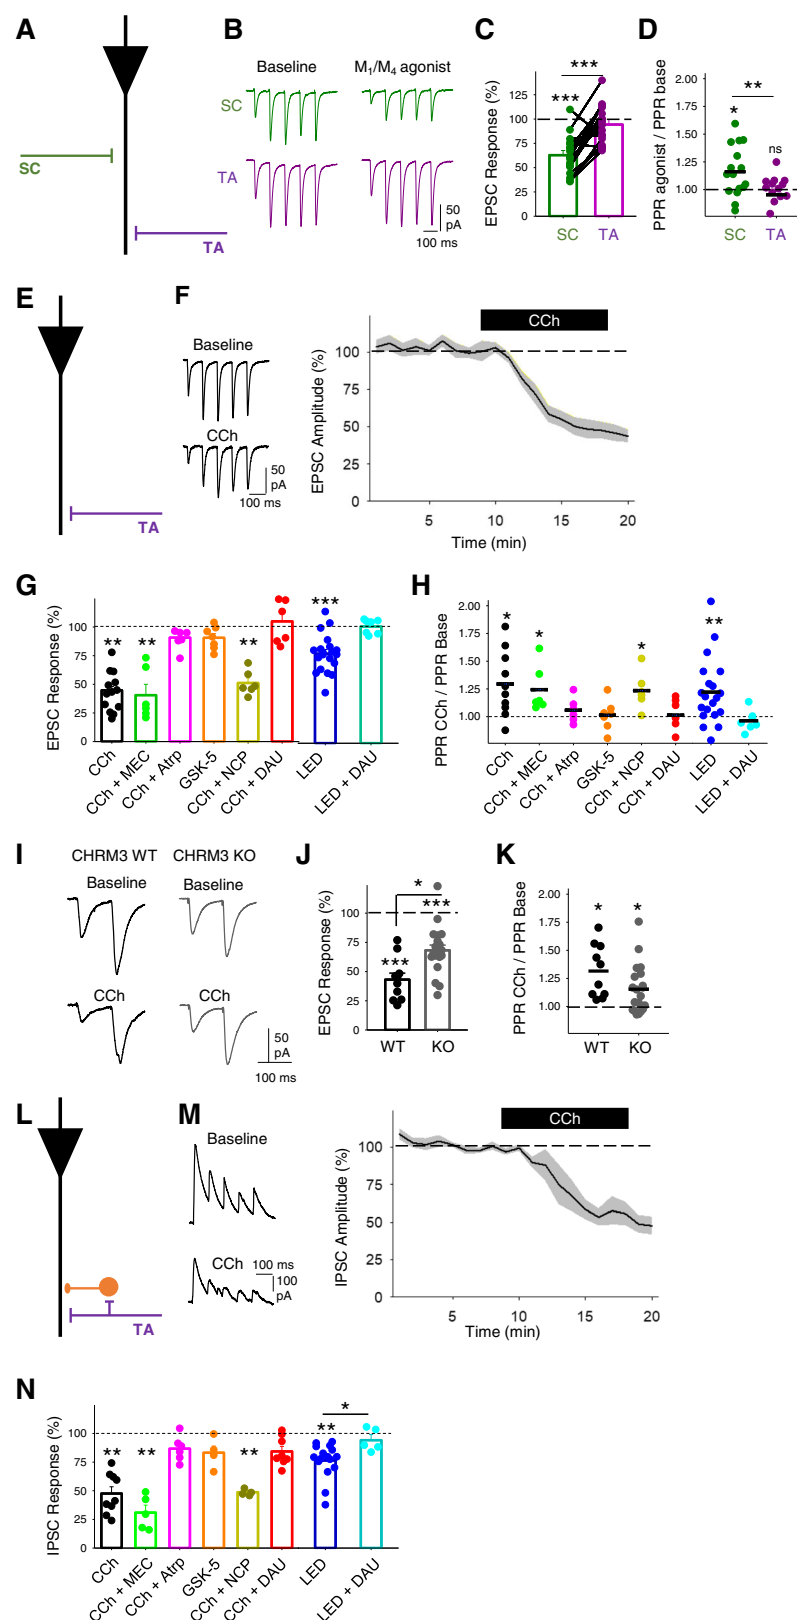 A
SC
TA
B
Baseline
M1/M4 agonist
SC
TA
50
pA
100 ms
C
EPSC Response (%)
125
100
75
50
25
0
***
***
SC
TA
D
PPR agonist / PPR base
2.00
1.75
1.50
1.25
1.00
**
*
ns
SC
TA
E
TA
F
Baseline
CCh
50
pA
100 ms
EPSC Amplitude (%)
CCh
100
75
50
25
0
5
10
15
20
Time (min)
G
EPSC Response (%)
100
75
50
25
0
**
**
**
***
CCh
CCh + MEC
CCh + Atrp
GSK-5
CCh + NCP
CCh + DAU
LED
LED + DAU
H
PPR CCh / PPR Base
2.00
1.75
1.50
1.25
1.00
*
*
*
**
CCh
CCh + MEC
CCh + Atrp
GSK-5
CCh + NCP
CCh + DAU
LED
LED + DAU
I
CHRM3 WT
CHRM3 KO
Baseline
Baseline
CCh
CCh
50
pA
100 ms
J
EPSC Response (%)
100
75
50
25
0
*
***
***
WT
KO
K
PPR CCh / PPR Base
2.00
1.75
1.50
1.25
1.00
*
*
WT
KO
L
TA
M
Baseline
CCh
100 ms
100
pA
IPSC Amplitude (%)
CCh
100
75
50
25
0
5
10
15
20
Time (min)
N
IPSC Response (%)
100
75
50
25
0
**
**
**
**
*
CCh
CCh + MEC
CCh + Atrp
GSK-5
CCh + NCP
CCh + DAU
LED
LED + DAU